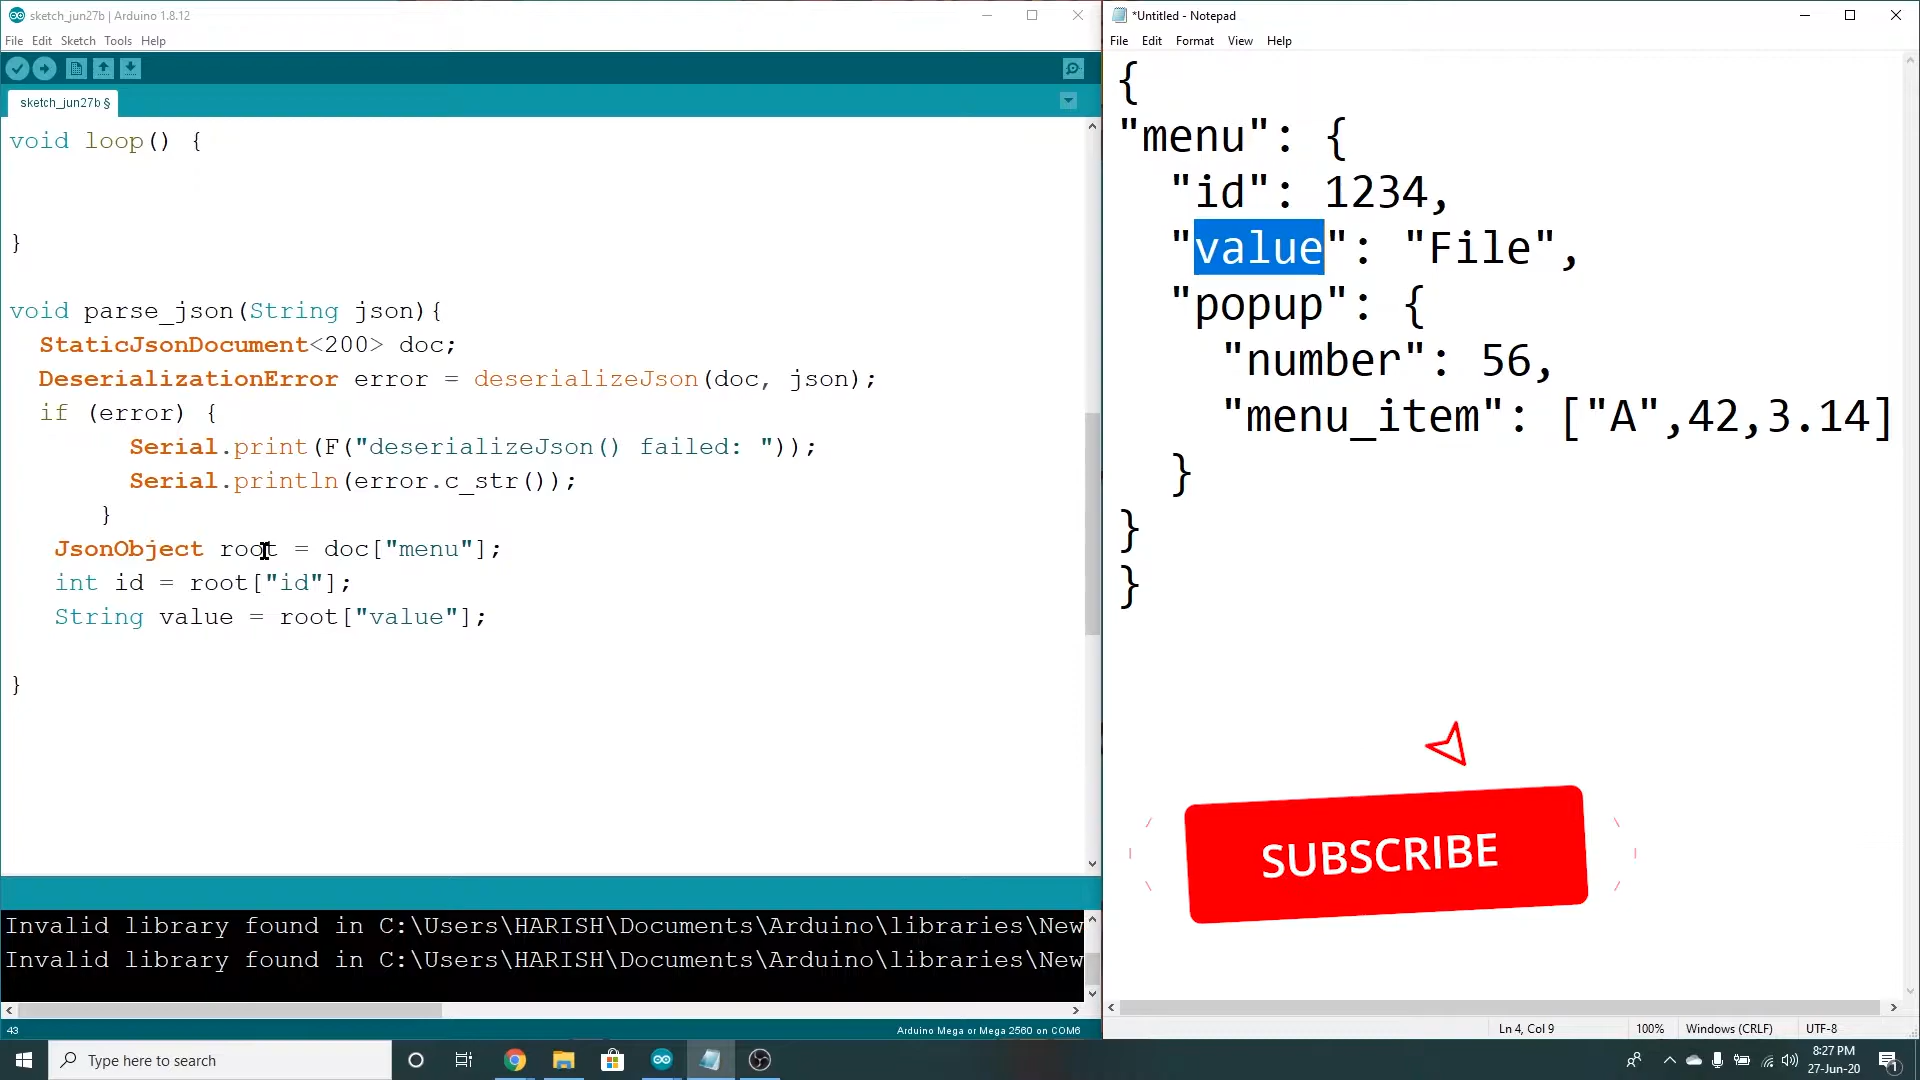 sketch_jun27b | Arduino 1.8.12
File Edit Sketch Tools Help
sketch_jun27b §
void loop() {
}
void parse_json(String json){
StaticJsonDocument<200> doc;
DeserializationError error = deserializeJson(doc, json);
if (error) {
Serial.print(F("deserializeJson() failed: "));
Serial.println(error.c_str());
}
JsonObject root = doc["menu"];
int id = root["id"];
String value = root["value"];
}
Invalid library found in C:\Users\HARISH\Documents\Arduino\libraries\New
Invalid library found in C:\Users\HARISH\Documents\Arduino\libraries\New
43
Arduino Mega or Mega 2560 on COM6
*Untitled - Notepad
File Edit Format View Help
{
"menu": {
"id": 1234,
"value": "File",
"popup": {
"number": 56,
"menu_item": ["A",42,3.14]
}
}
}
SUBSCRIBE
Ln 4, Col 9
100%
Windows (CRLF)
UTF-8
Type here to search
8:27 PM
27-Jun-20
1